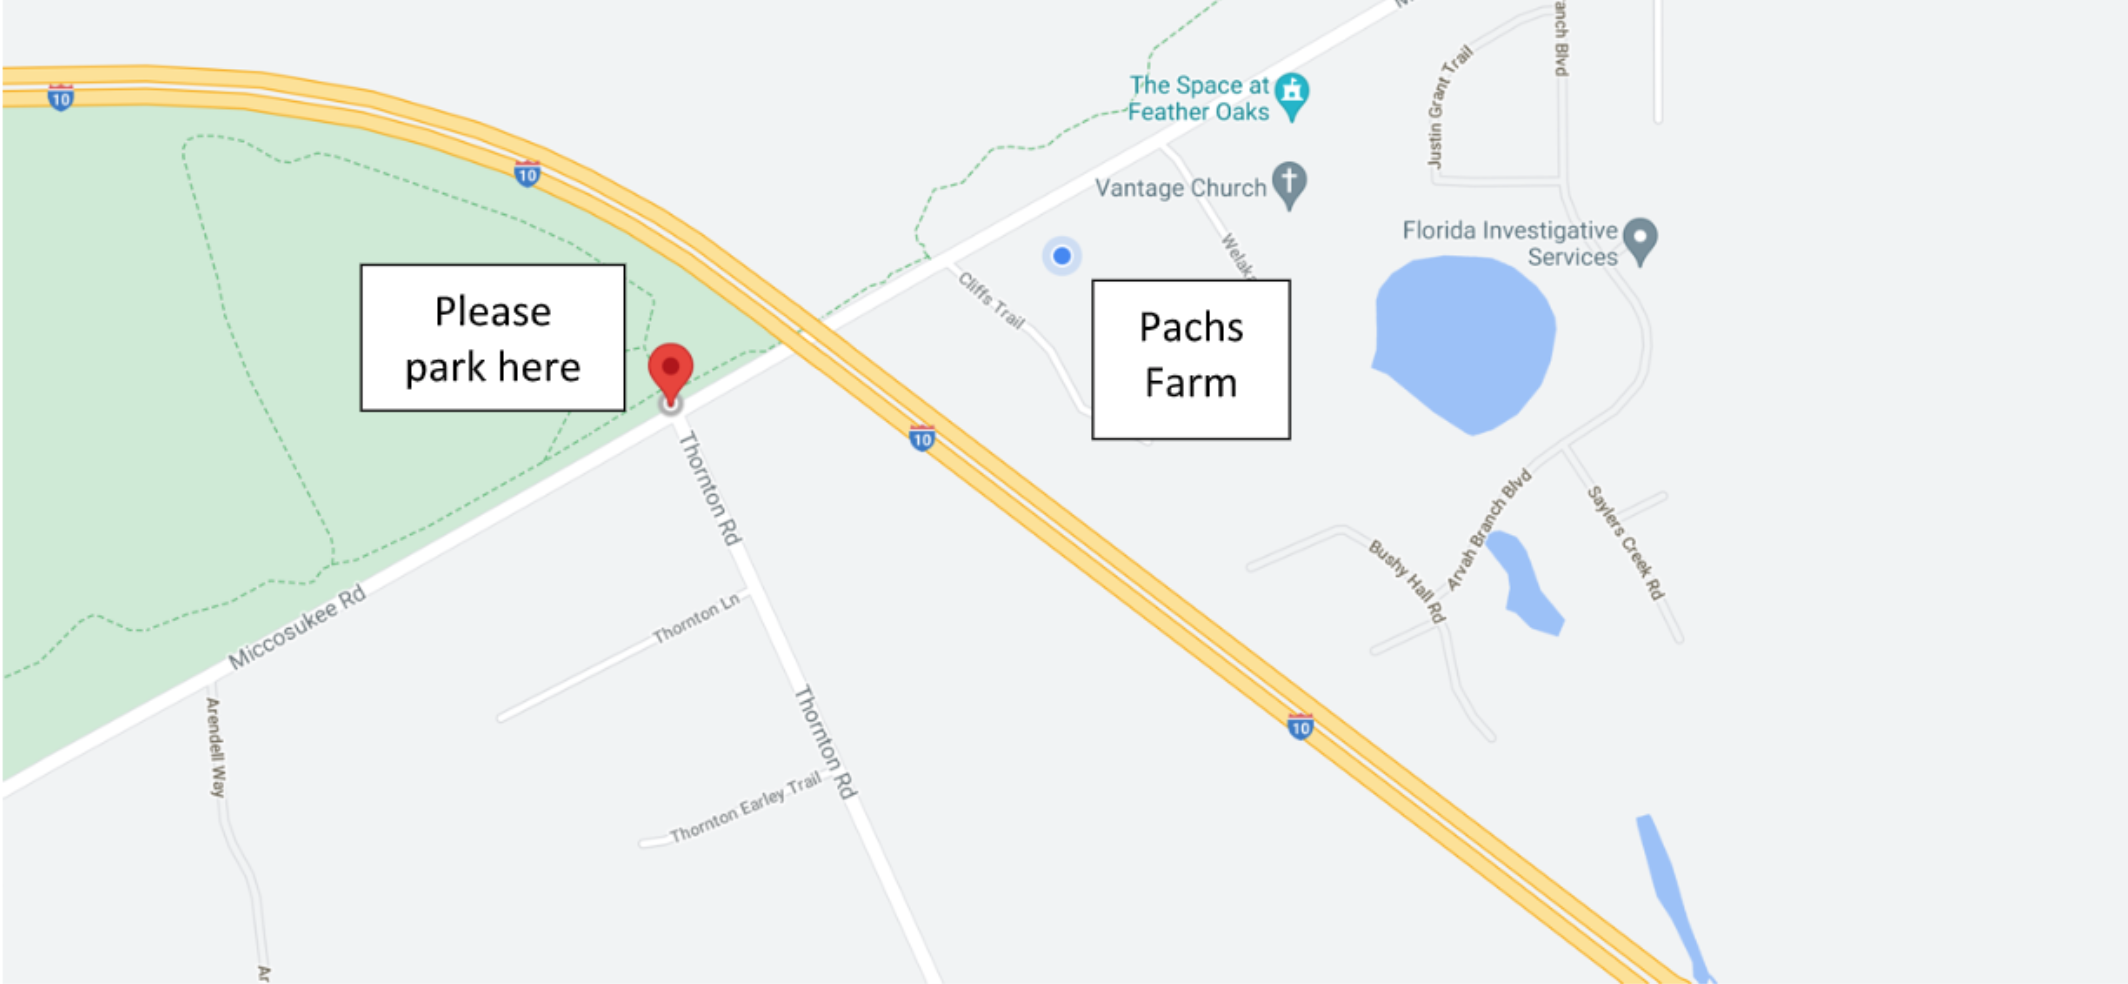 M
anch Blvd
Justin Grant Trail
The Space at
Feather Oaks
10
10
Vantage Church
Florida Investigative
Services
Welak
Cliffs Trail
Please
park here
Pachs
Farm
10
Thornton Rd
Arvah Branch Blvd
Saylers Creek Rd
Bushy Hall Rd
Thornton Ln
Miccosukee Rd
10
Arendell Way
Thornton Rd
Thornton Earley Trail
Ar